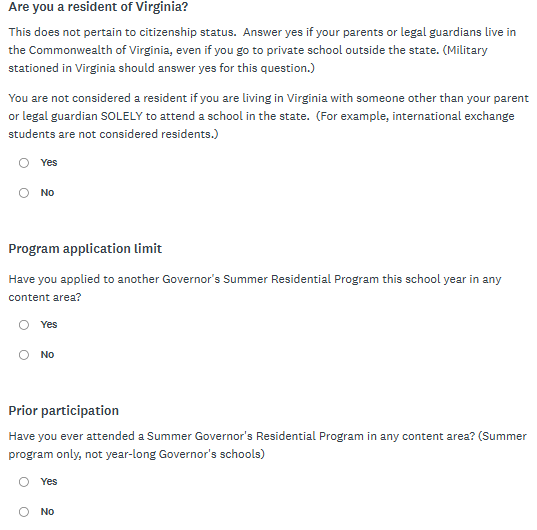 Are you a resident of Virginia?
This does not pertain to citizenship status.  Answer yes if your parents or legal guardians live in
the Commonwealth of Virginia, even if you go to private school outside the state. (Military
stationed in Virginia should answer yes for this question.)
You are not considered a resident if you are living in Virginia with someone other than your parent
or legal guardian SOLELY to attend a school in the state.  (For example, international exchange
students are not considered residents.)
Yes
No
Program application limit
Have you applied to another Governor's Summer Residential Program this school year in any
content area?
Yes
No
Prior participation
Have you ever attended a Summer Governor's Residential Program in any content area? (Summer
program only, not year-long Governor's schools)
Yes
No